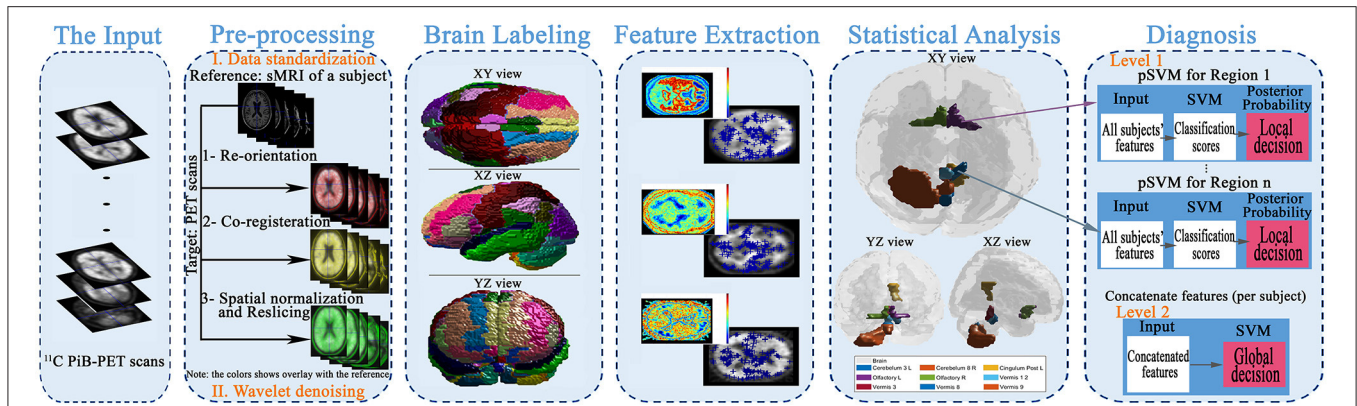 The Input
11C PiB-PET scans
Pre-processing
I. Data standardization
Reference: sMRI of a subject
Target: PET scans
1- Re-orientation
2- Co-registeration
3- Spatial normalization
and Reslicing
Note: the colors shows overlay with the reference
II. Wavelet denoising
Brain Labeling
XY view
XZ view
YZ view
Feature Extraction
Statistical Analysis
XY view
YZ view
XZ view
Brain
Cerebelum 3 L
Cerebelum 8 R
Cingulum Post L
Olfactory L
Olfactory R
Vermis 1 2
Vermis 3
Vermis 8
Vermis 9
Diagnosis
Level 1
pSVM for Region 1
Input
SVM
Posterior
Probability
All subjects'
features
Classification
scores
Local
decision
pSVM for Region n
Input
SVM
Posterior
Probability
All subjects'
features
Classification
scores
Local
decision
Concatenate features (per subject)
Level 2
Input
SVM
Concatenated
features
Global
decision